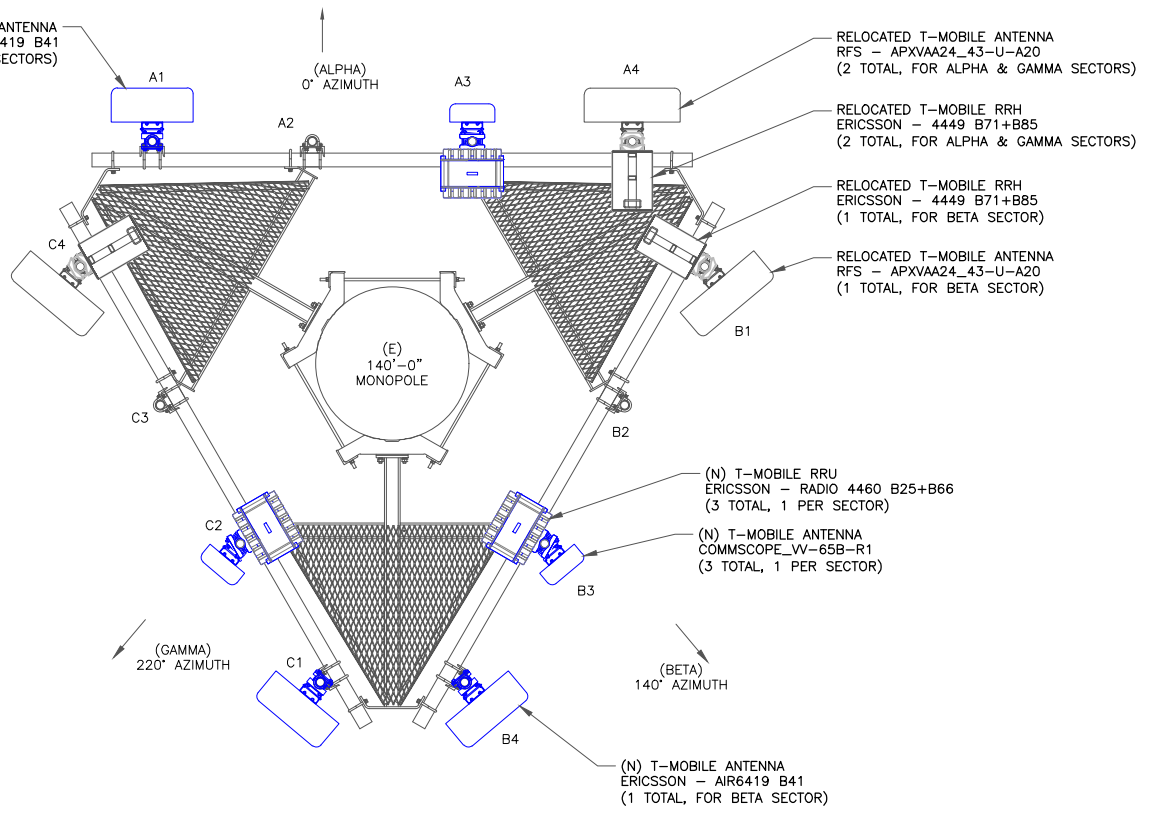 ANTENNA
6419 B41
SECTORS)
A1
(ALPHA)
0° AZIMUTH
A2
A3
A4
RELOCATED T-MOBILE ANTENNA
RFS - APXVAA24_43-U-A20
(2 TOTAL, FOR ALPHA & GAMMA SECTORS)
RELOCATED T-MOBILE RRH
ERICSSON - 4449 B71+B85
(2 TOTAL, FOR ALPHA & GAMMA SECTORS)
RELOCATED T-MOBILE RRH
ERICSSON - 4449 B71+B85
(1 TOTAL, FOR BETA SECTOR)
RELOCATED T-MOBILE ANTENNA
RFS - APXVAA24_43-U-A20
(1 TOTAL, FOR BETA SECTOR)
C4
B1
(E)
140'-0"
MONOPOLE
C3
B2
(N) T-MOBILE RRU
ERICSSON - RADIO 4460 B25+B66
(3 TOTAL, 1 PER SECTOR)
C2
(N) T-MOBILE ANTENNA
COMMSCOPE_VV-65B-R1
(3 TOTAL, 1 PER SECTOR)
B3
(GAMMA)
220° AZIMUTH
C1
(BETA)
140° AZIMUTH
B4
(N) T-MOBILE ANTENNA
ERICSSON - AIR6419 B41
(1 TOTAL, FOR BETA SECTOR)